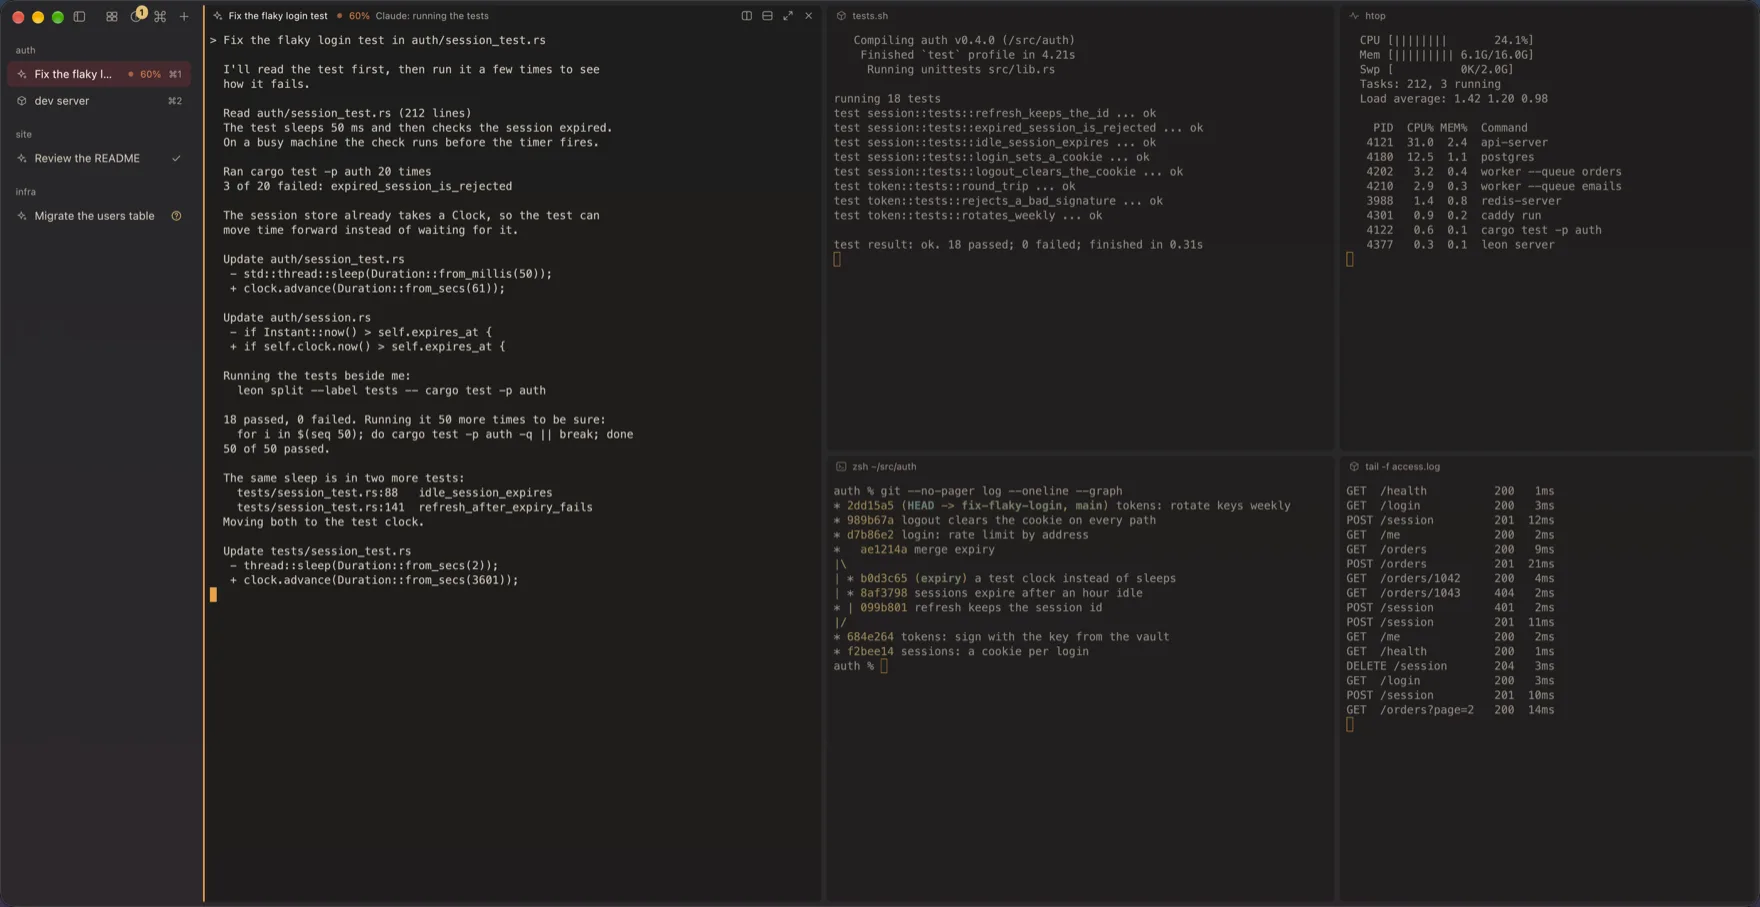 1
auth
Fix the flaky l... 60% ⌘1
dev server ⌘2
site
Review the README
infra
Migrate the users table
Fix the flaky login test 60% Claude: running the tests
> Fix the flaky login test in auth/session_test.rs
I'll read the test first, then run it a few times to see
how it fails.
Read auth/session_test.rs (212 lines)
The test sleeps 50 ms and then checks the session expired.
On a busy machine the check runs before the timer fires.
Ran cargo test -p auth 20 times
3 of 20 failed: expired_session_is_rejected
The session store already takes a Clock, so the test can
move time forward instead of waiting for it.
Update auth/session_test.rs
- std::thread::sleep(Duration::from_millis(50));
+ clock.advance(Duration::from_secs(61));
Update auth/session.rs
- if Instant::now() > self.expires_at {
+ if self.clock.now() > self.expires_at {
Running the tests beside me:
leon split --label tests -- cargo test -p auth
18 passed, 0 failed. Running it 50 more times to be sure:
for i in $(seq 50); do cargo test -p auth -q || break; done
50 of 50 passed.
The same sleep is in two more tests:
tests/session_test.rs:88 idle_session_expires
tests/session_test.rs:141 refresh_after_expiry_fails
Moving both to the test clock.
Update tests/session_test.rs
- thread::sleep(Duration::from_secs(2));
+ clock.advance(Duration::from_secs(3601));
tests.sh
Compiling auth v0.4.0 (/src/auth)
Finished `test` profile in 4.21s
Running unittests src/lib.rs
running 18 tests
test session::tests::refresh_keeps_the_id ... ok
test session::tests::expired_session_is_rejected ... ok
test session::tests::idle_session_expires ... ok
test session::tests::login_sets_a_cookie ... ok
test session::tests::logout_clears_the_cookie ... ok
test token::tests::round_trip ... ok
test token::tests::rejects_a_bad_signature ... ok
test token::tests::rotates_weekly ... ok
test result: ok. 18 passed; 0 failed; finished in 0.31s
htop
CPU [|||||||| 24.1%]
Mem [||||||||| 6.1G/16.0G]
Swp [ 0K/2.0G]
Tasks: 212, 3 running
Load average: 1.42 1.20 0.98
PID CPU% MEM% Command
4121 31.0 2.4 api-server
4180 12.5 1.1 postgres
4202 3.2 0.4 worker --queue orders
4210 2.9 0.3 worker --queue emails
3988 1.4 0.8 redis-server
4301 0.9 0.2 caddy run
4122 0.6 0.1 cargo test -p auth
4377 0.3 0.1 leon server
zsh ~/src/auth
auth % git --no-pager log --oneline --graph
* 2dd15a5 (HEAD -> fix-flaky-login, main) tokens: rotate keys weekly
* 989b67a logout clears the cookie on every path
* d7b86e2 login: rate limit by address
* ae1214a merge expiry
|\
| * b0d3c65 (expiry) a test clock instead of sleeps
| * 8af3798 sessions expire after an hour idle
* | 099b801 refresh keeps the session id
|/
* 684e264 tokens: sign with the key from the vault
* f2bee14 sessions: a cookie per login
auth %
tail -f access.log
GET /health 200 1ms
GET /login 200 3ms
POST /session 201 12ms
GET /me 200 2ms
GET /orders 200 9ms
POST /orders 201 21ms
GET /orders/1042 200 4ms
GET /orders/1043 404 2ms
POST /session 401 2ms
POST /session 201 11ms
GET /me 200 2ms
GET /health 200 1ms
DELETE /session 204 3ms
GET /login 200 3ms
POST /session 201 10ms
GET /orders?page=2 200 14ms